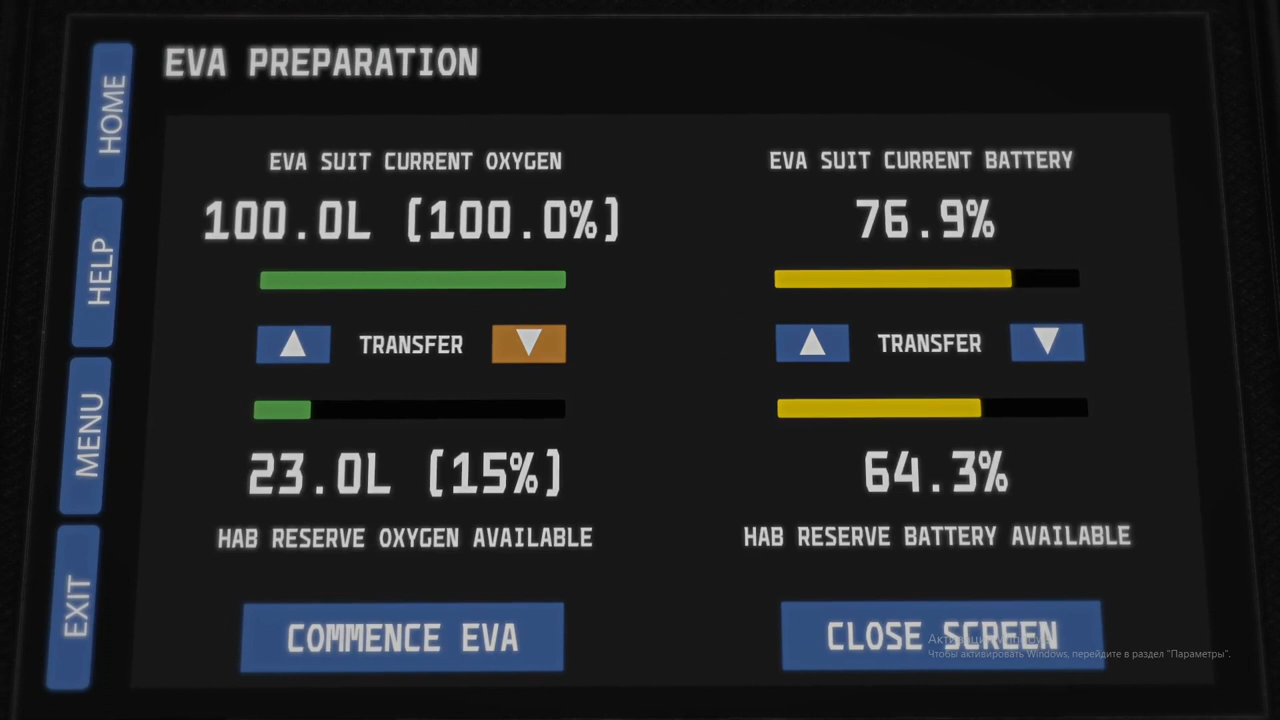 EVA PREPARATION
HOME
HELP
MENU
EXIT
EVA SUIT CURRENT OXYGEN
100.0L [100.0%]
TRANSFER
23.0L [15%]
HAB RESERVE OXYGEN AVAILABLE
COMMENCE EVA
EVA SUIT CURRENT BATTERY
76.9%
TRANSFER
64.3%
HAB RESERVE BATTERY AVAILABLE
CLOSE SCREEN
Активация Windows
Чтобы активировать Windows, перейдите в раздел "Параметры".